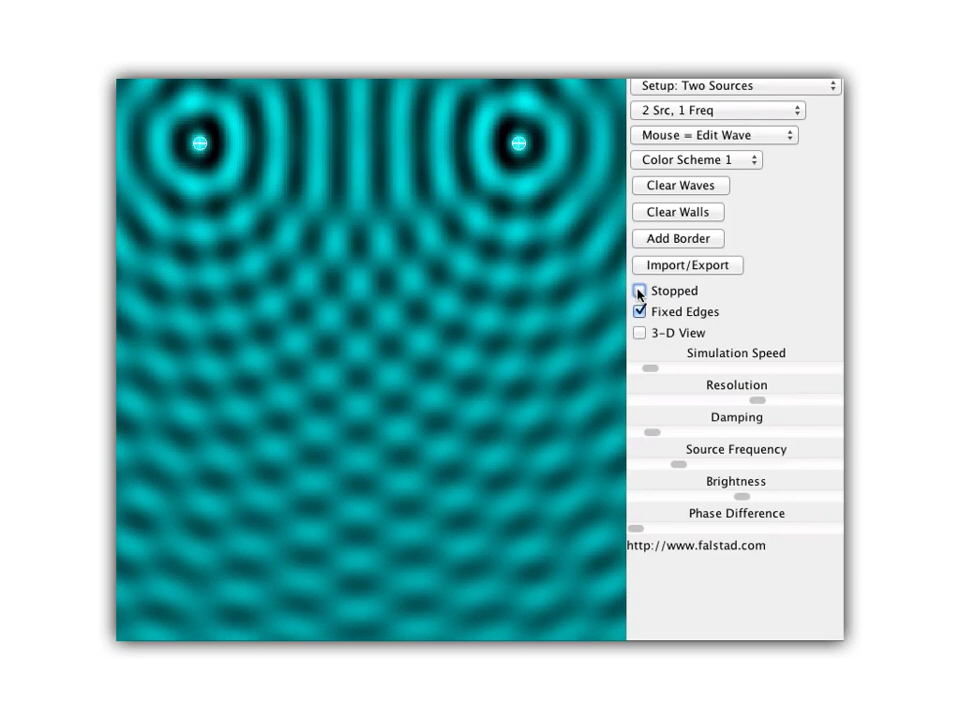 Setup: Two Sources
2 Src, 1 Freq
Mouse = Edit Wave
Color Scheme 1
Clear Waves
Clear Walls
Add Border
Import/Export
Stopped
Fixed Edges
3-D View
Simulation Speed
Resolution
Damping
Source Frequency
Brightness
Phase Difference
http://www.falstad.com